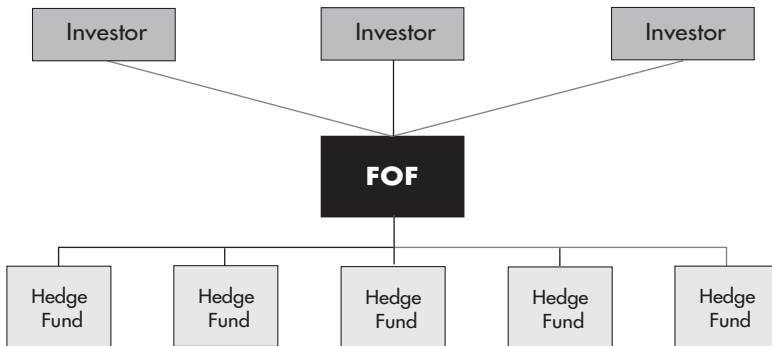 Investor
Investor
Investor
FOF
Hedge
Fund
Hedge
Fund
Hedge
Fund
Hedge
Fund
Hedge
Fund